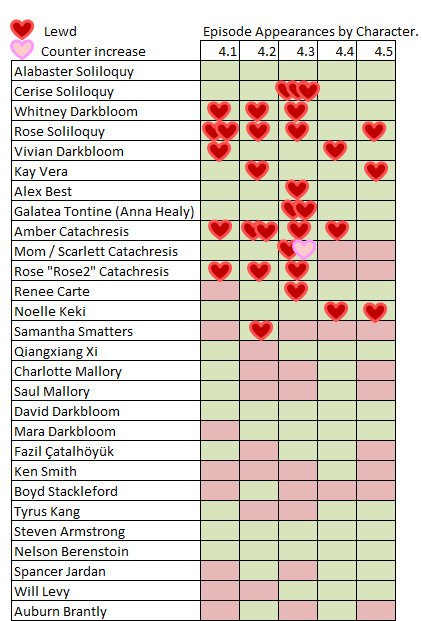 Lewd
Episode Appearances by Character.
Counter increase
4.1 4.2 4.3 4.4 4.5
Alabaster Soliloquy
Cerise Soliloquy
Whitney Darkbloom
Rose Soliloquy
Vivian Darkbloom
Kay Vera
Alex Best
Galatea Tontine (Anna Healy)
Amber Catachresis
Mom / Scarlett Catachresis
Rose "Rose2" Catachresis
Renee Carte
Noelle Keki
Samantha Smatters
Qiangxiang Xi
Charlotte Mallory
Saul Mallory
David Darkbloom
Mara Darkbloom
Fazil Çatalhöyük
Ken Smith
Boyd Stackleford
Tyrus Kang
Steven Armstrong
Nelson Berenstoin
Spancer Jardan
Will Levy
Auburn Brantly